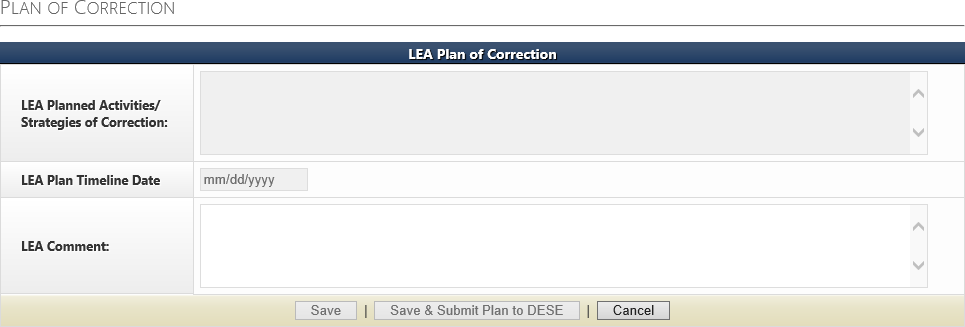 PLAN OF CORRECTION
LEA Plan of Correction
LEA Planned Activities/
Strategies of Correction:
LEA Plan Timeline Date
mm/dd/yyyy
LEA Comment:
Save | Save & Submit Plan to DESE | Cancel